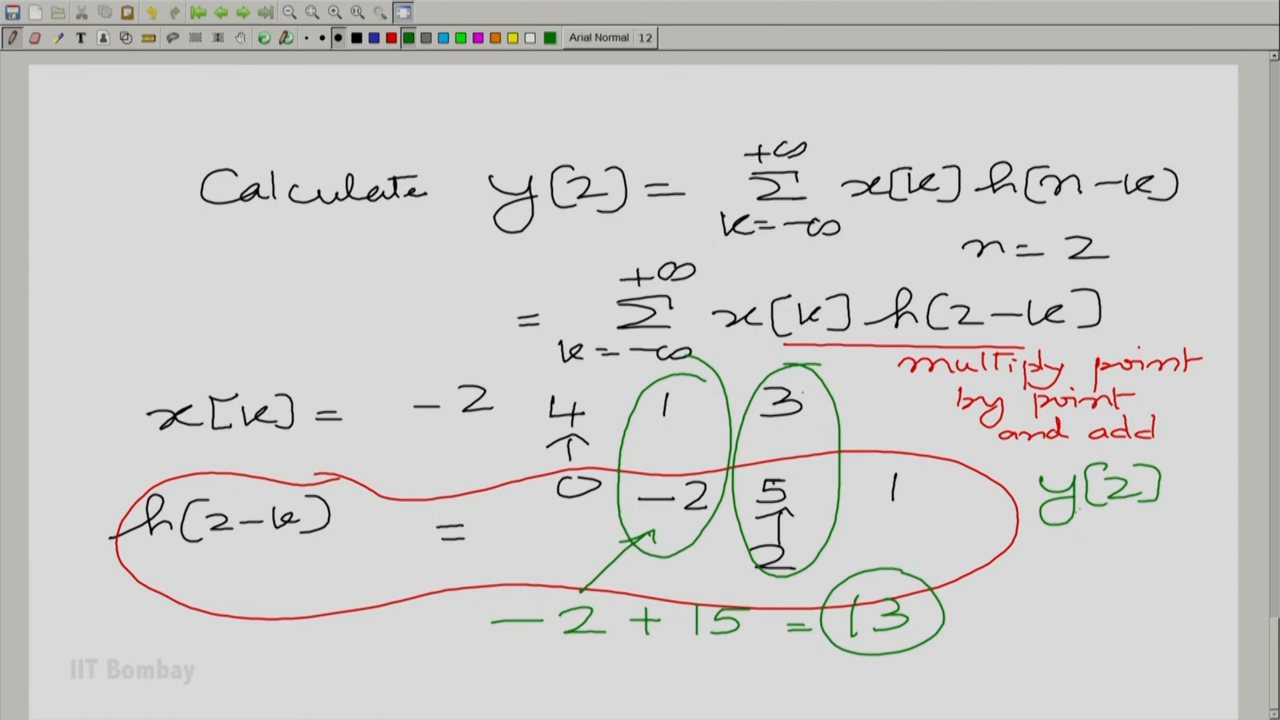 Arial Normal 12
Calculate y[2] = +∞ Σ k=-∞ x[k] h[n-k]
n = 2
= +∞ Σ k=-∞ x[k] h[2-k]
multiply point
by point
and add
x[k] = -2 4 1 3
↑
0
h[2-k] = -2 5 1
↑
2
y[2]
-2 + 15 = 13
IIT Bombay